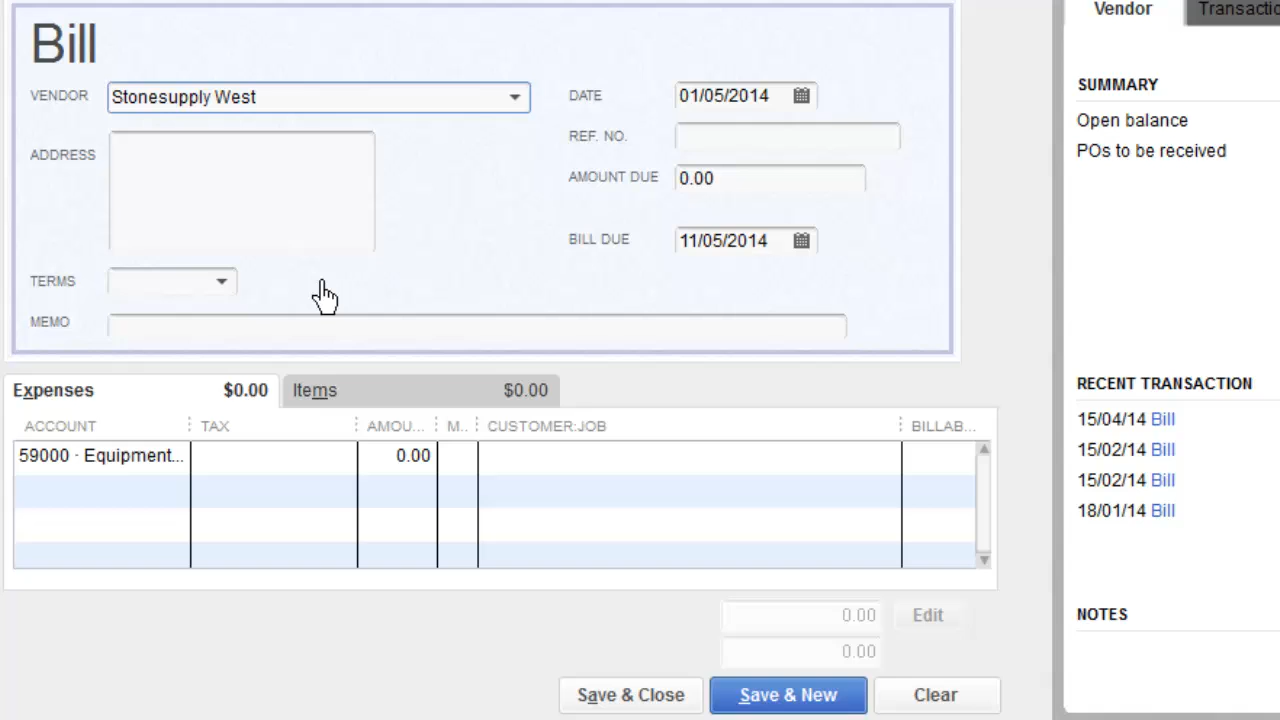 Vendor
Bill
VENDOR Stonesupply West DATE 01/05/2014
SUMMARY
Open balance
REF. NO.
ADDRESS
POs to be received
AMOUNT DUE 0.00
BILL DUE 11/05/2014
TERMS
MEMO
Expenses $0.00 Items $0.00
RECENT TRANSACTION
ACCOUNT TAX AMOU... M.. CUSTOMER:JOB BILLAB...
15/04/14 Bill
59000 · Equipment... 0.00
15/02/14 Bill
15/02/14 Bill
18/01/14 Bill
0.00 Edit
NOTES
0.00
Save & Close Save & New Clear